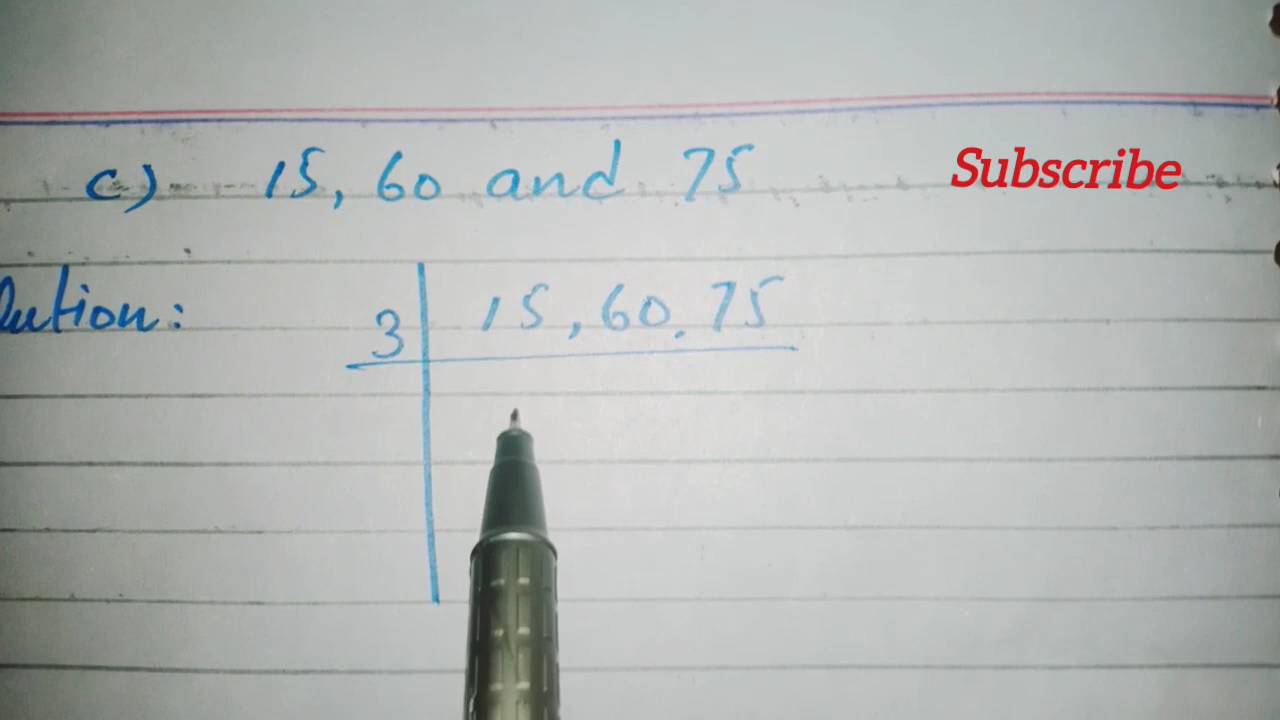 c) 15, 60 and 75
Subscribe
lution:
3 15, 60. 75